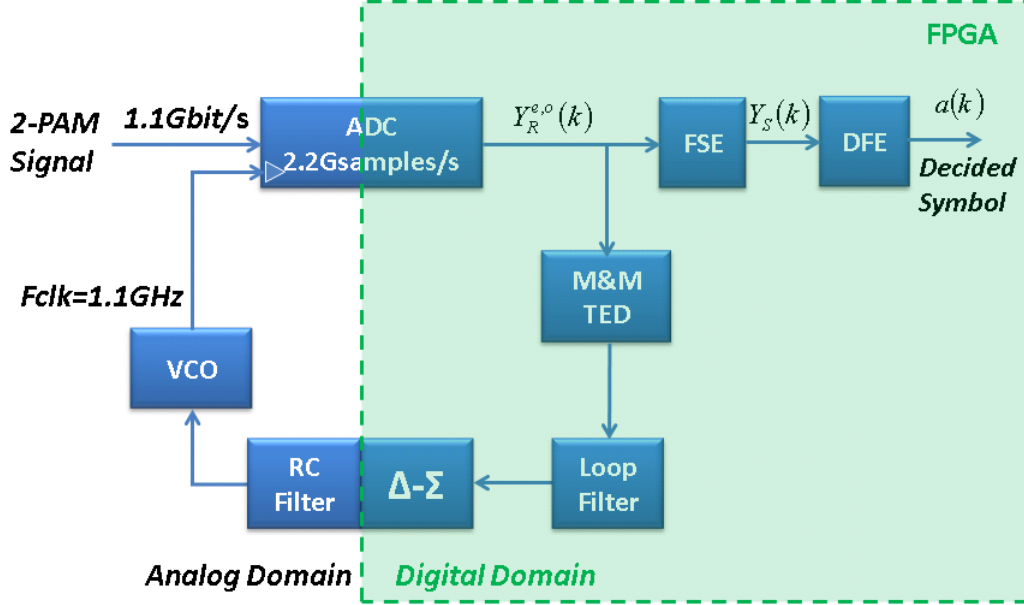 FPGA
2-PAM
Signal
1.1Gbit/s
ADC
2.2Gsamples/s
Y_R^{e,o}(k)
FSE
Y_S(k)
DFE
a(k)
Decided
Symbol
M&M
TED
Fclk=1.1GHz
VCO
RC
Filter
Δ-Σ
Loop
Filter
Analog Domain
Digital Domain